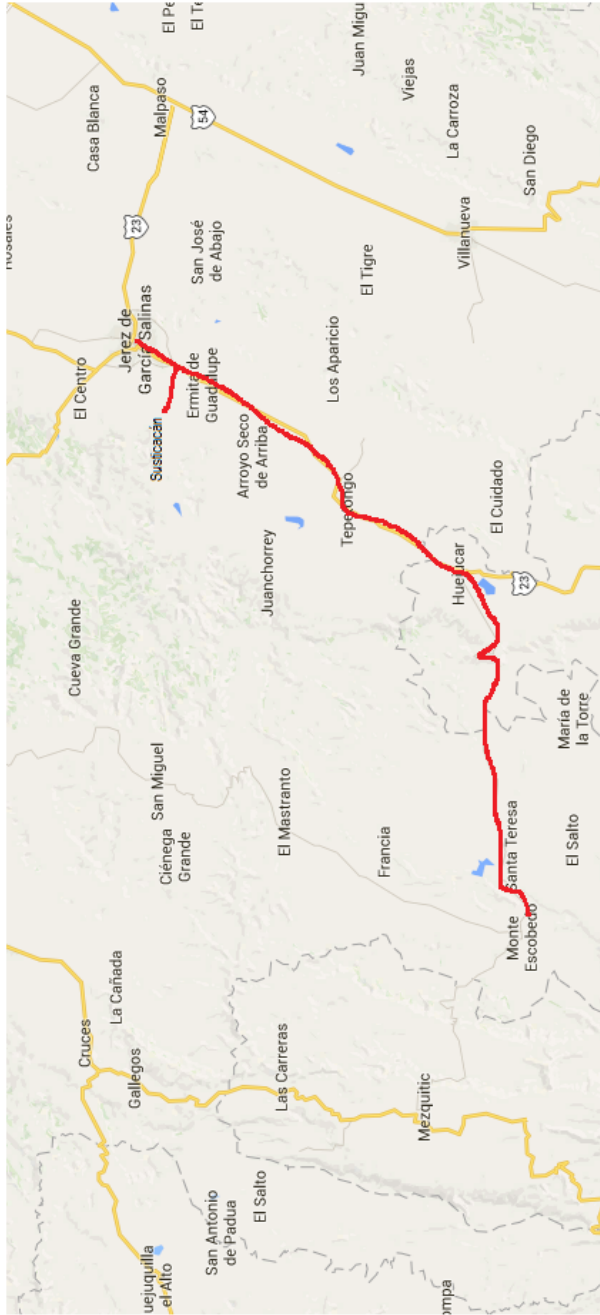 El Centro
Casa Blanca
Cruces
Cueva Grande
La Cañada
Gallegos
uejuquilla
el Alto
San Miguel
Susticacán
Jerez de
García Salinas
23
Malpaso
El Pe
El Te
Ciénega
Grande
Ermita de
Guadalupe
San José
de Abajo
54
San Antonio
de Padua
Arroyo Seco
de Arriba
El Salto
Las Carreras
El Mastranto
Juanchorrey
Los Aparicio
El Tigre
Juan Migu
Tepetongo
Francia
Viejas
Mezquitic
La Carroza
ompa
Huejucar
Villanueva
El Cuidado
Santa Teresa
Monte
Escobedo
23
San Diego
El Salto
María de
la Torre